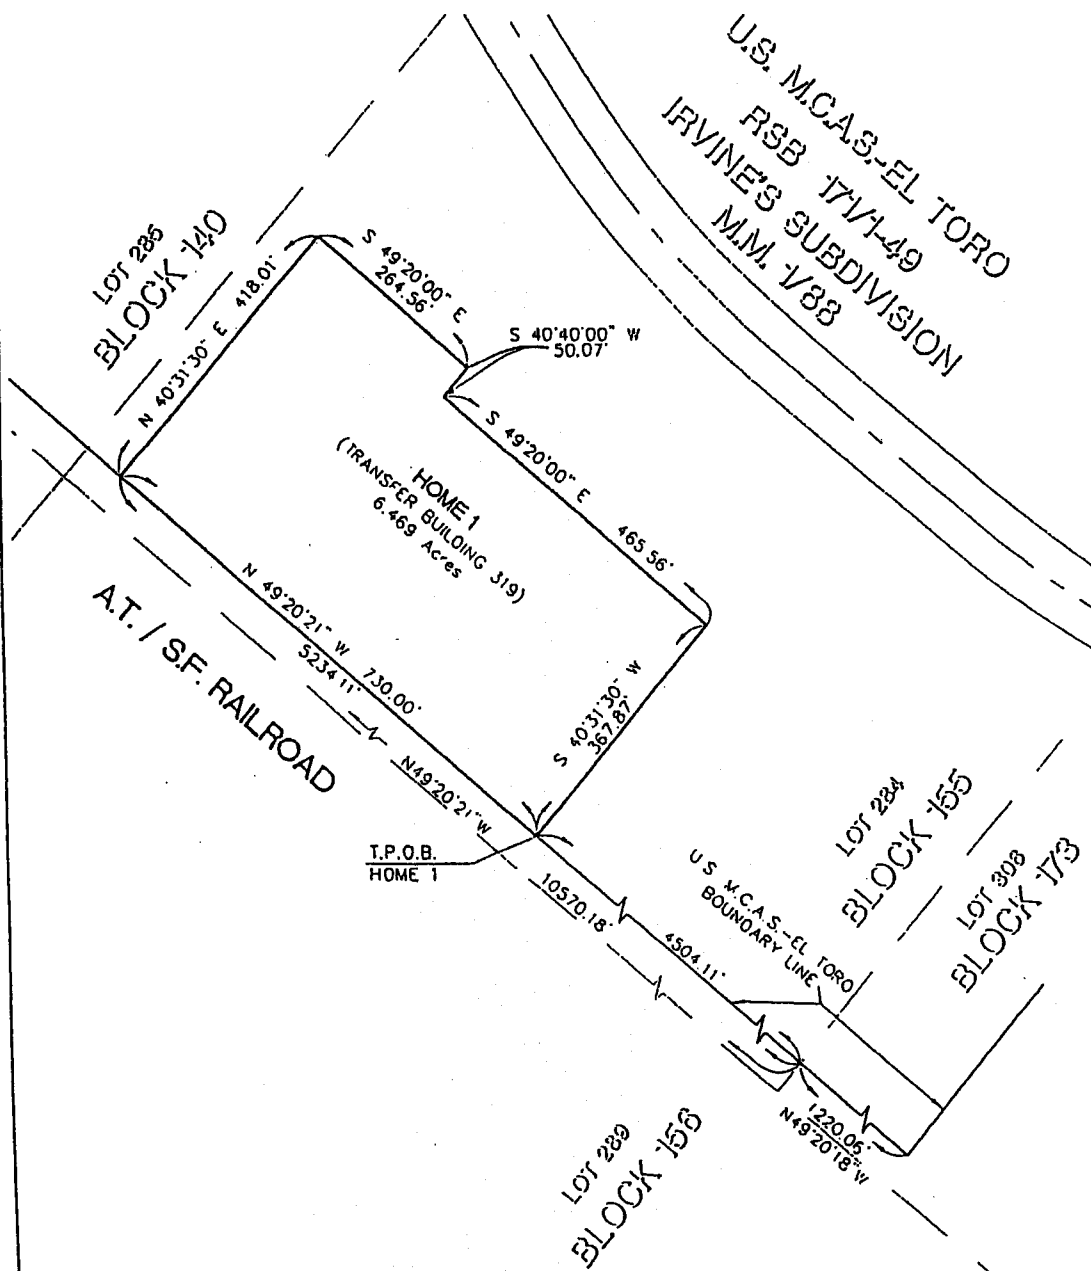 U.S. M.C.A.S.-EL TORO
RSB 171/1-49
IRVINE'S SUBDIVISION
M.M. 1/88
LOT 286
BLOCK 140
N 40°31'30" E 418.01'
S 49°20'00" E
264.56'
S 40°40'00" W
50.07'
S 49°20'00" E 465.56'
HOME 1
(TRANSFER BUILDING 319)
6.469 Acres
N 49°20'21" W 730.00'
5234.11'
S 40°31'30" W
367.87'
A.T. / S.F. RAILROAD
N49°20'21" W
T.P.O.B.
HOME 1
10570.18'
4504.11'
U S M.C.A.S.-EL TORO
BOUNDARY LINE
LOT 284
BLOCK 155
LOT 308
BLOCK 173
1220.06'
N49°20'18" W
LOT 289
BLOCK 156